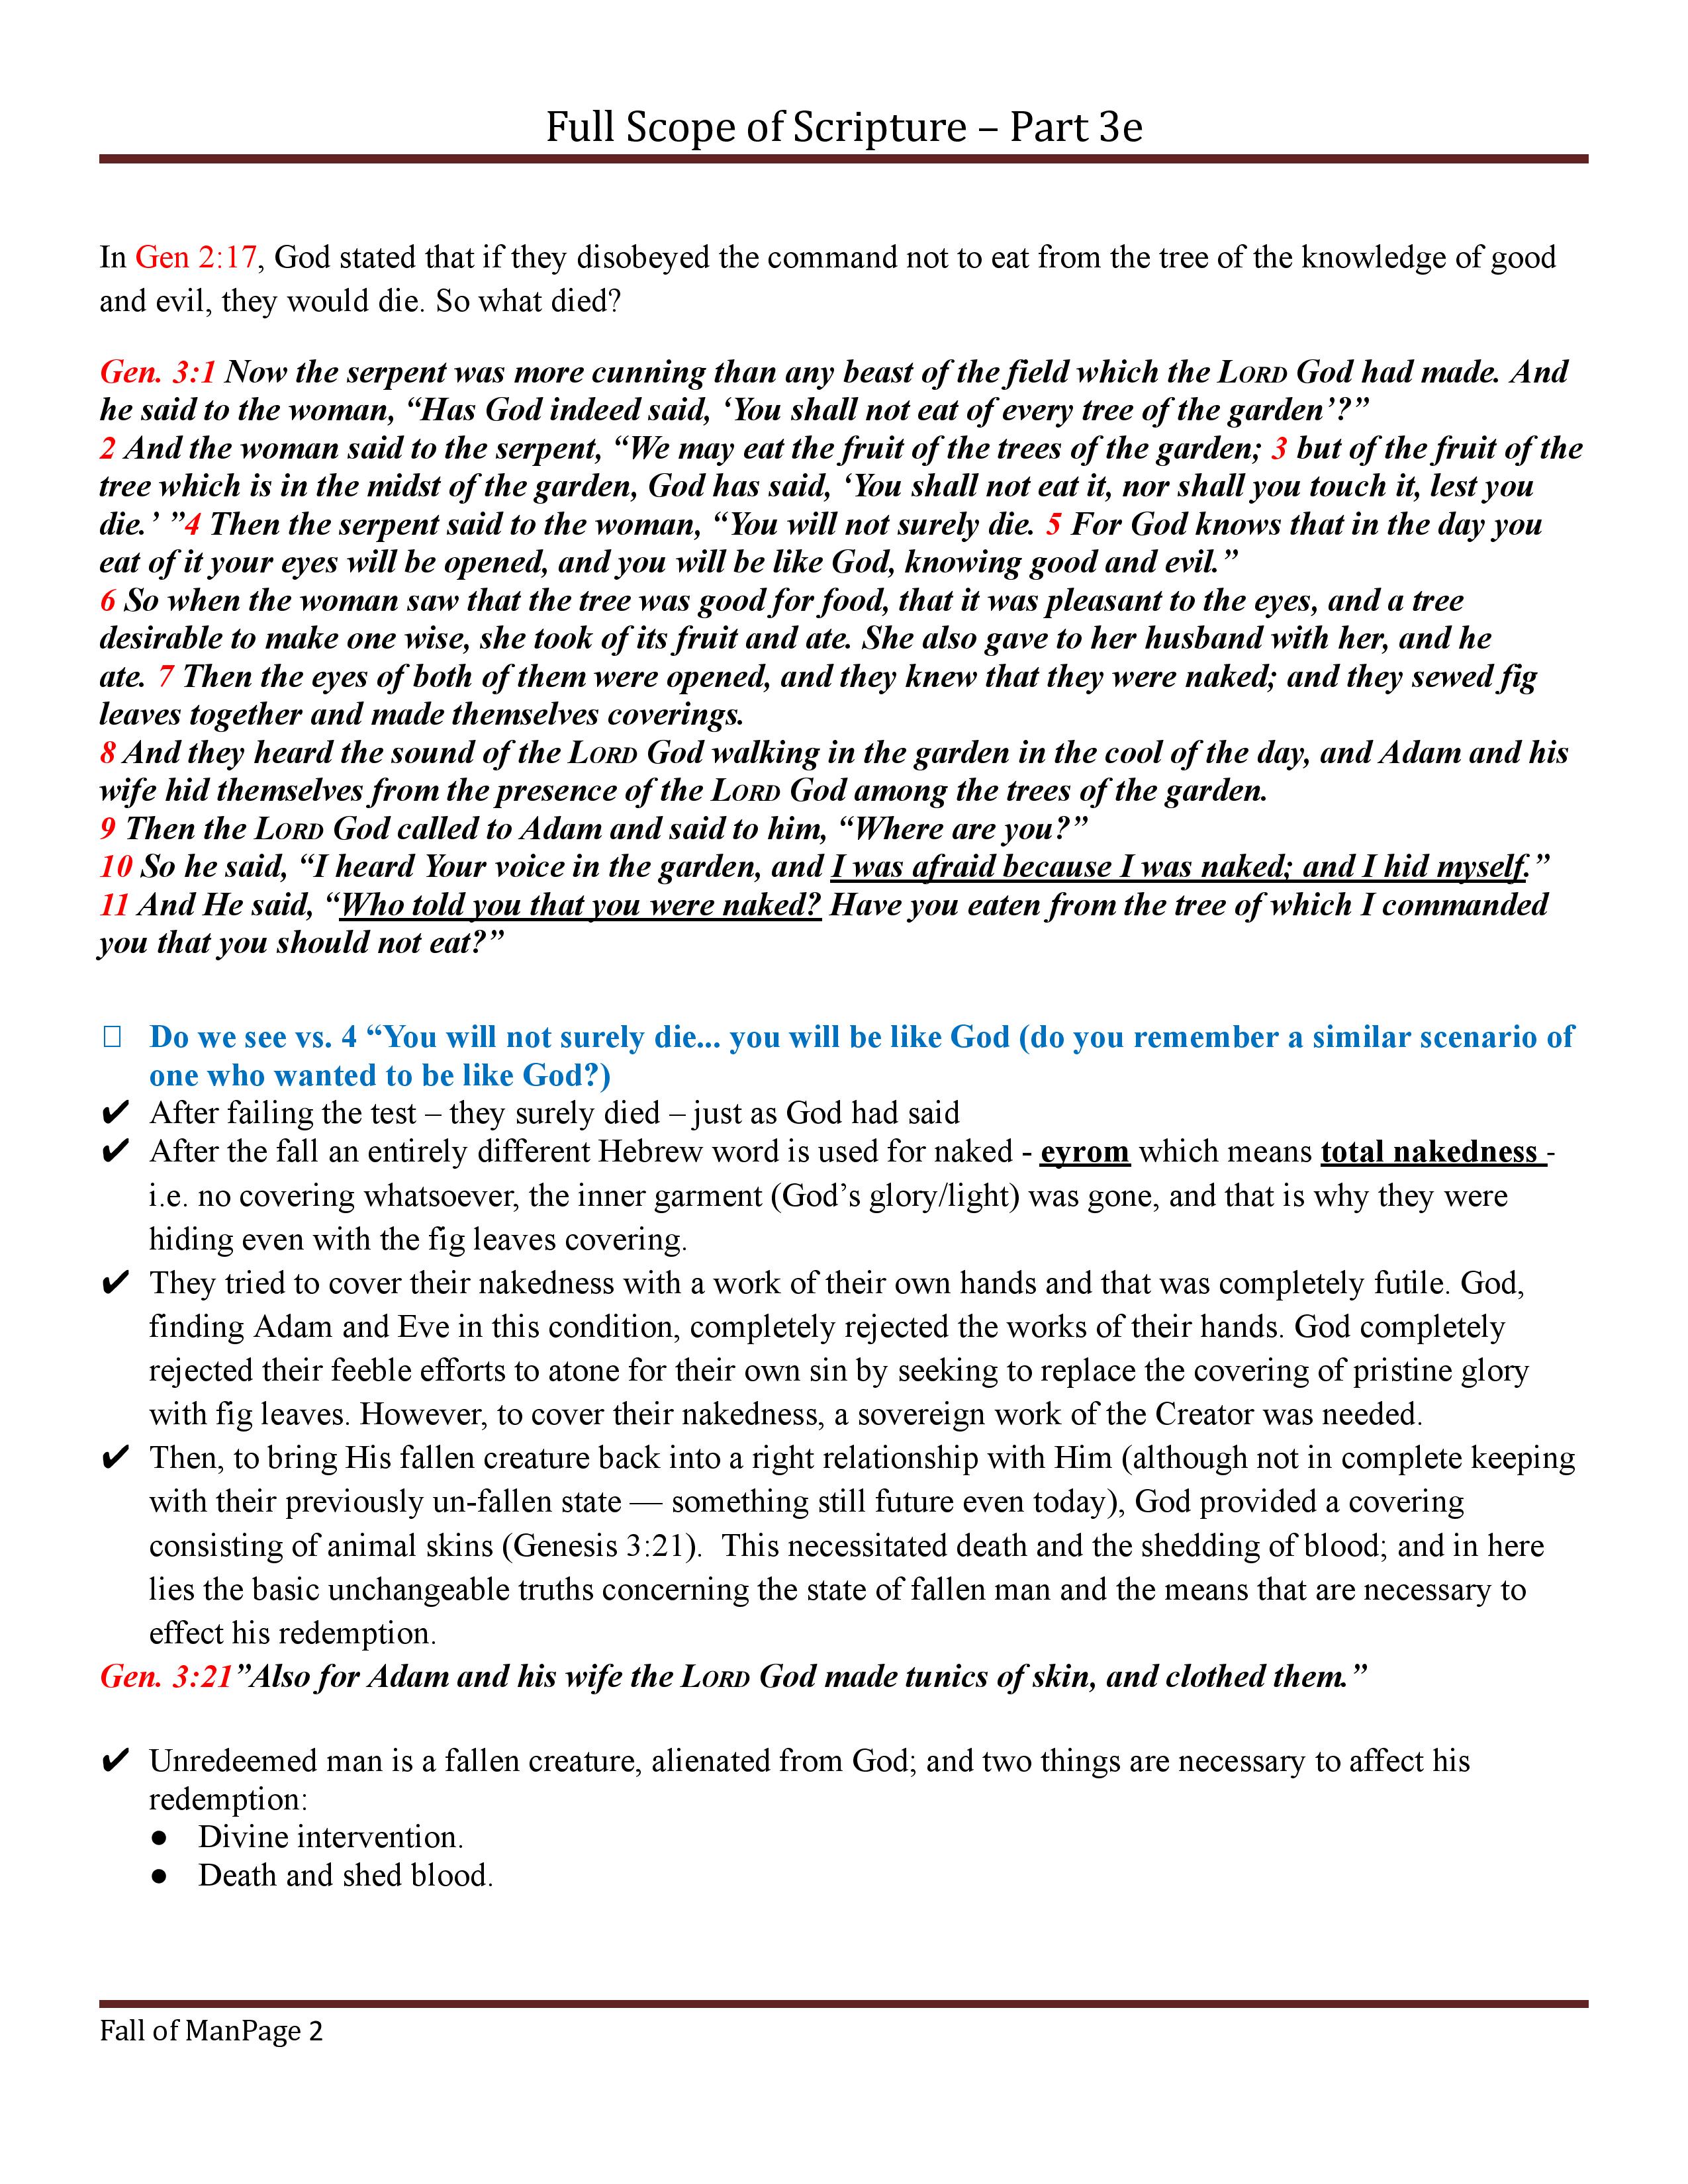 Full Scope of Scripture – Part 3e
In Gen 2:17, God stated that if they disobeyed the command not to eat from the tree of the knowledge of good
and evil, they would die. So what died?
Gen. 3:1 Now the serpent was more cunning than any beast of the field which the LORD God had made. And
he said to the woman, “Has God indeed said, ‘You shall not eat of every tree of the garden’?”
2 And the woman said to the serpent, “We may eat the fruit of the trees of the garden; 3 but of the fruit of the
tree which is in the midst of the garden, God has said, ‘You shall not eat it, nor shall you touch it, lest you
die.’ ”4 Then the serpent said to the woman, “You will not surely die. 5 For God knows that in the day you
eat of it your eyes will be opened, and you will be like God, knowing good and evil.”
6 So when the woman saw that the tree was good for food, that it was pleasant to the eyes, and a tree
desirable to make one wise, she took of its fruit and ate. She also gave to her husband with her, and he
ate. 7 Then the eyes of both of them were opened, and they knew that they were naked; and they sewed fig
leaves together and made themselves coverings.
8 And they heard the sound of the LORD God walking in the garden in the cool of the day, and Adam and his
wife hid themselves from the presence of the LORD God among the trees of the garden.
9 Then the LORD God called to Adam and said to him, “Where are you?”
10 So he said, “I heard Your voice in the garden, and I was afraid because I was naked; and I hid myself.”
11 And He said, “Who told you that you were naked? Have you eaten from the tree of which I commanded
you that you should not eat?”
Do we see vs. 4 “You will not surely die... you will be like God (do you remember a similar scenario of
one who wanted to be like God?)
✔ After failing the test – they surely died – just as God had said
✔ After the fall an entirely different Hebrew word is used for naked - eyrom which means total nakedness -
i.e. no covering whatsoever, the inner garment (God’s glory/light) was gone, and that is why they were
hiding even with the fig leaves covering.
✔ They tried to cover their nakedness with a work of their own hands and that was completely futile. God,
finding Adam and Eve in this condition, completely rejected the works of their hands. God completely
rejected their feeble efforts to atone for their own sin by seeking to replace the covering of pristine glory
with fig leaves. However, to cover their nakedness, a sovereign work of the Creator was needed.
✔ Then, to bring His fallen creature back into a right relationship with Him (although not in complete keeping
with their previously un-fallen state — something still future even today), God provided a covering
consisting of animal skins (Genesis 3:21). This necessitated death and the shedding of blood; and in here
lies the basic unchangeable truths concerning the state of fallen man and the means that are necessary to
effect his redemption.
Gen. 3:21”Also for Adam and his wife the LORD God made tunics of skin, and clothed them.”
✔ Unredeemed man is a fallen creature, alienated from God; and two things are necessary to affect his
redemption:
● Divine intervention.
● Death and shed blood.
Fall of ManPage 2